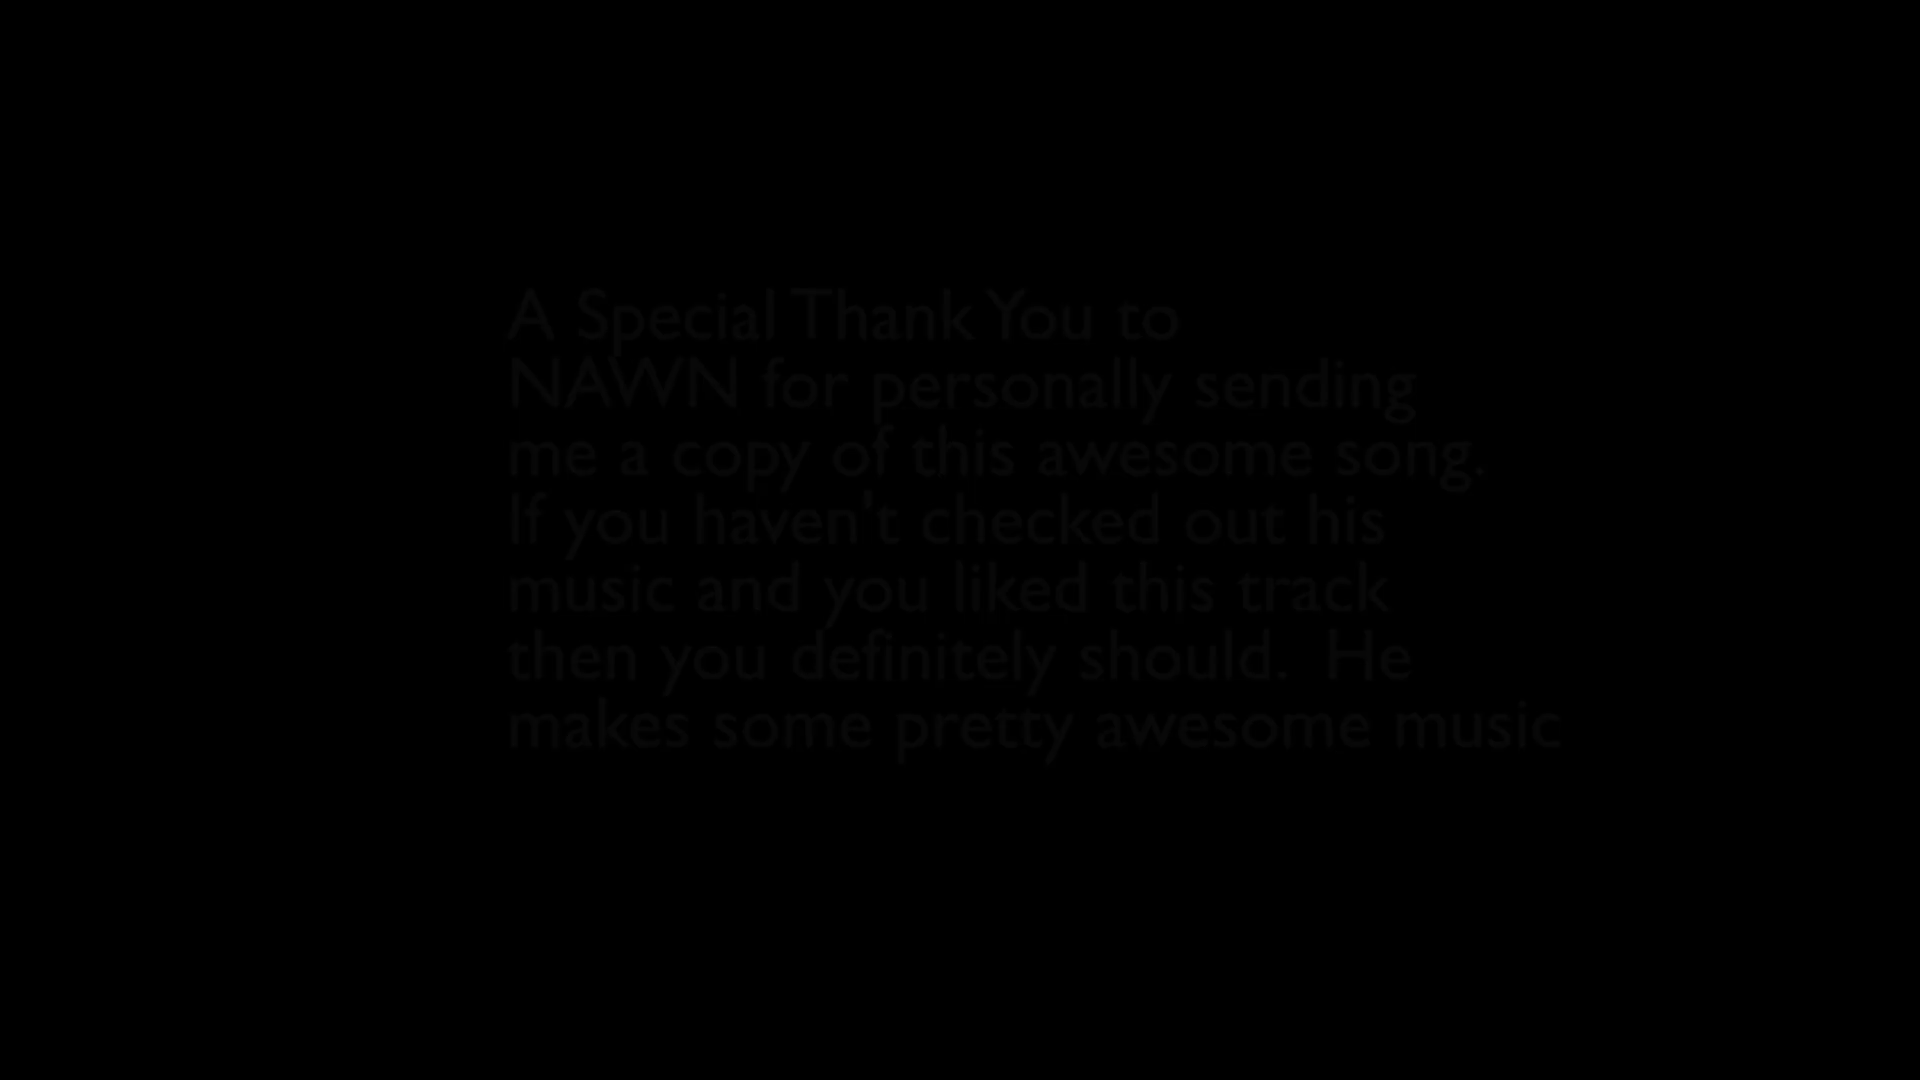 A Special Thank You to
NAWN for personally sending
me a copy of this awesome song.
If you haven't checked out his
music and you liked this track
then you definitely should.  He
makes some pretty awesome music